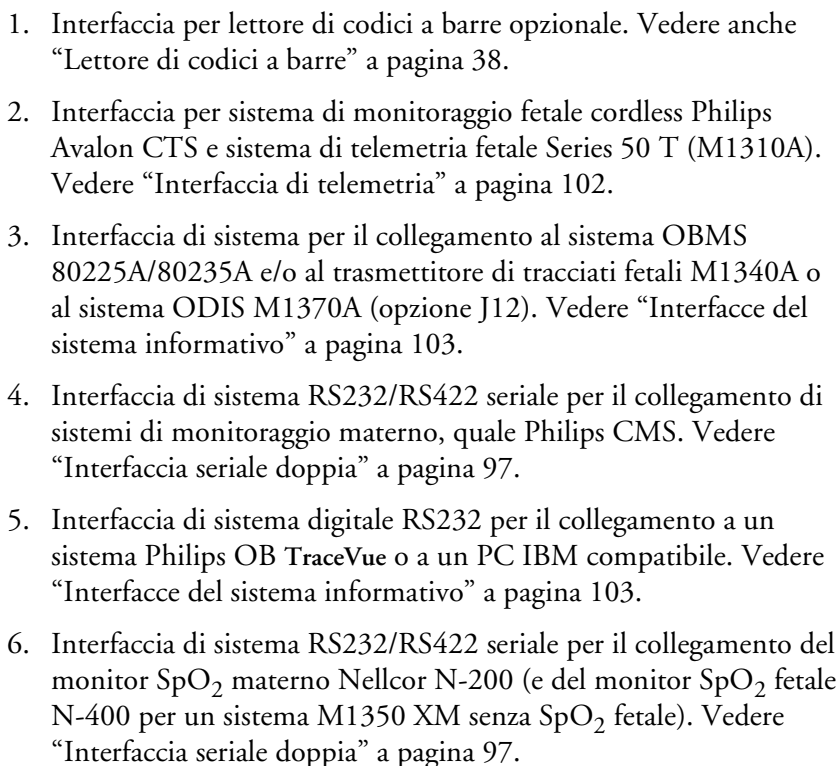 1. Interfaccia per lettore di codici a barre opzionale. Vedere anche
“Lettore di codici a barre” a pagina 38.
2. Interfaccia per sistema di monitoraggio fetale cordless Philips
Avalon CTS e sistema di telemetria fetale Series 50 T (M1310A).
Vedere “Interfaccia di telemetria” a pagina 102.
3. Interfaccia di sistema per il collegamento al sistema OBMS
80225A/80235A e/o al trasmettitore di tracciati fetali M1340A o
al sistema ODIS M1370A (opzione J12). Vedere “Interfacce del
sistema informativo” a pagina 103.
4. Interfaccia di sistema RS232/RS422 seriale per il collegamento di
sistemi di monitoraggio materno, quale Philips CMS. Vedere
“Interfaccia seriale doppia” a pagina 97.
5. Interfaccia di sistema digitale RS232 per il collegamento a un
sistema Philips OB TraceVue o a un PC IBM compatibile. Vedere
“Interfacce del sistema informativo” a pagina 103.
6. Interfaccia di sistema RS232/RS422 seriale per il collegamento del
monitor SpO₂ materno Nellcor N-200 (e del monitor SpO₂ fetale
N-400 per un sistema M1350 XM senza SpO₂ fetale). Vedere
“Interfaccia seriale doppia” a pagina 97.